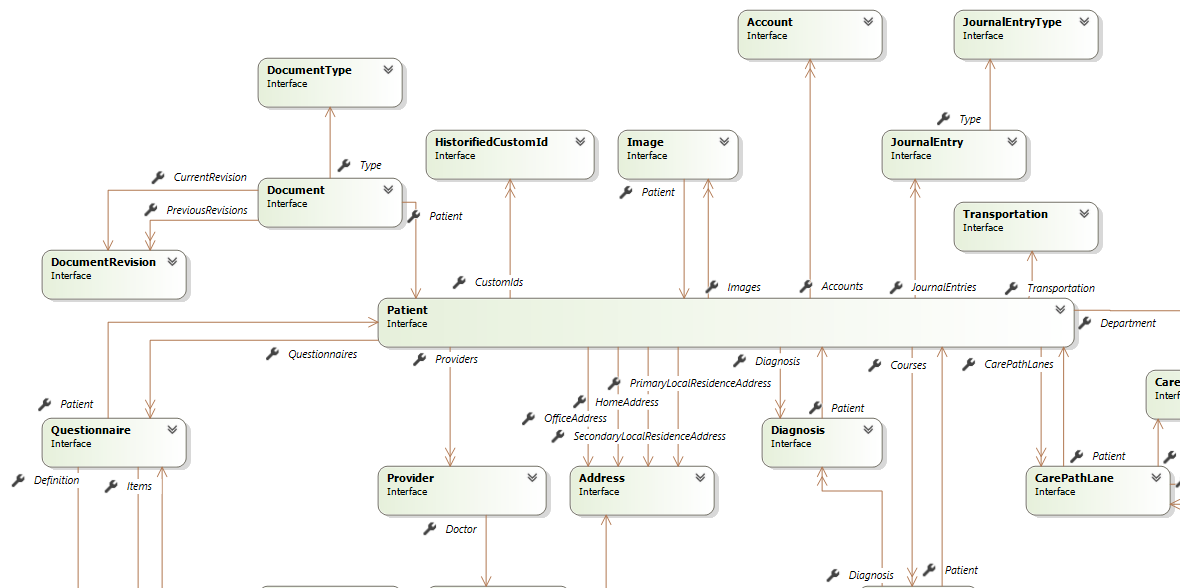 Account
Interface
JournalEntryType
Interface
DocumentType
Interface
Type
HistorifiedCustomId
Interface
Image
Interface
JournalEntry
Interface
Type
CurrentRevision
Document
Interface
Patient
PreviousRevisions
Patient
Transportation
Interface
DocumentRevision
Interface
CustomIds
Images
Accounts
JournalEntries
Transportation
Patient
Interface
Department
Questionnaires
Providers
Diagnosis
Courses
CarePathLanes
PrimaryLocalResidenceAddress
Care
Interf
HomeAddress
Patient
Patient
OfficeAddress
Questionnaire
Interface
SecondaryLocalResidenceAddress
Diagnosis
Interface
Patient
Definition
Items
Provider
Interface
Address
Interface
CarePathLane
Interface
Doctor
Diagnosis
Patient